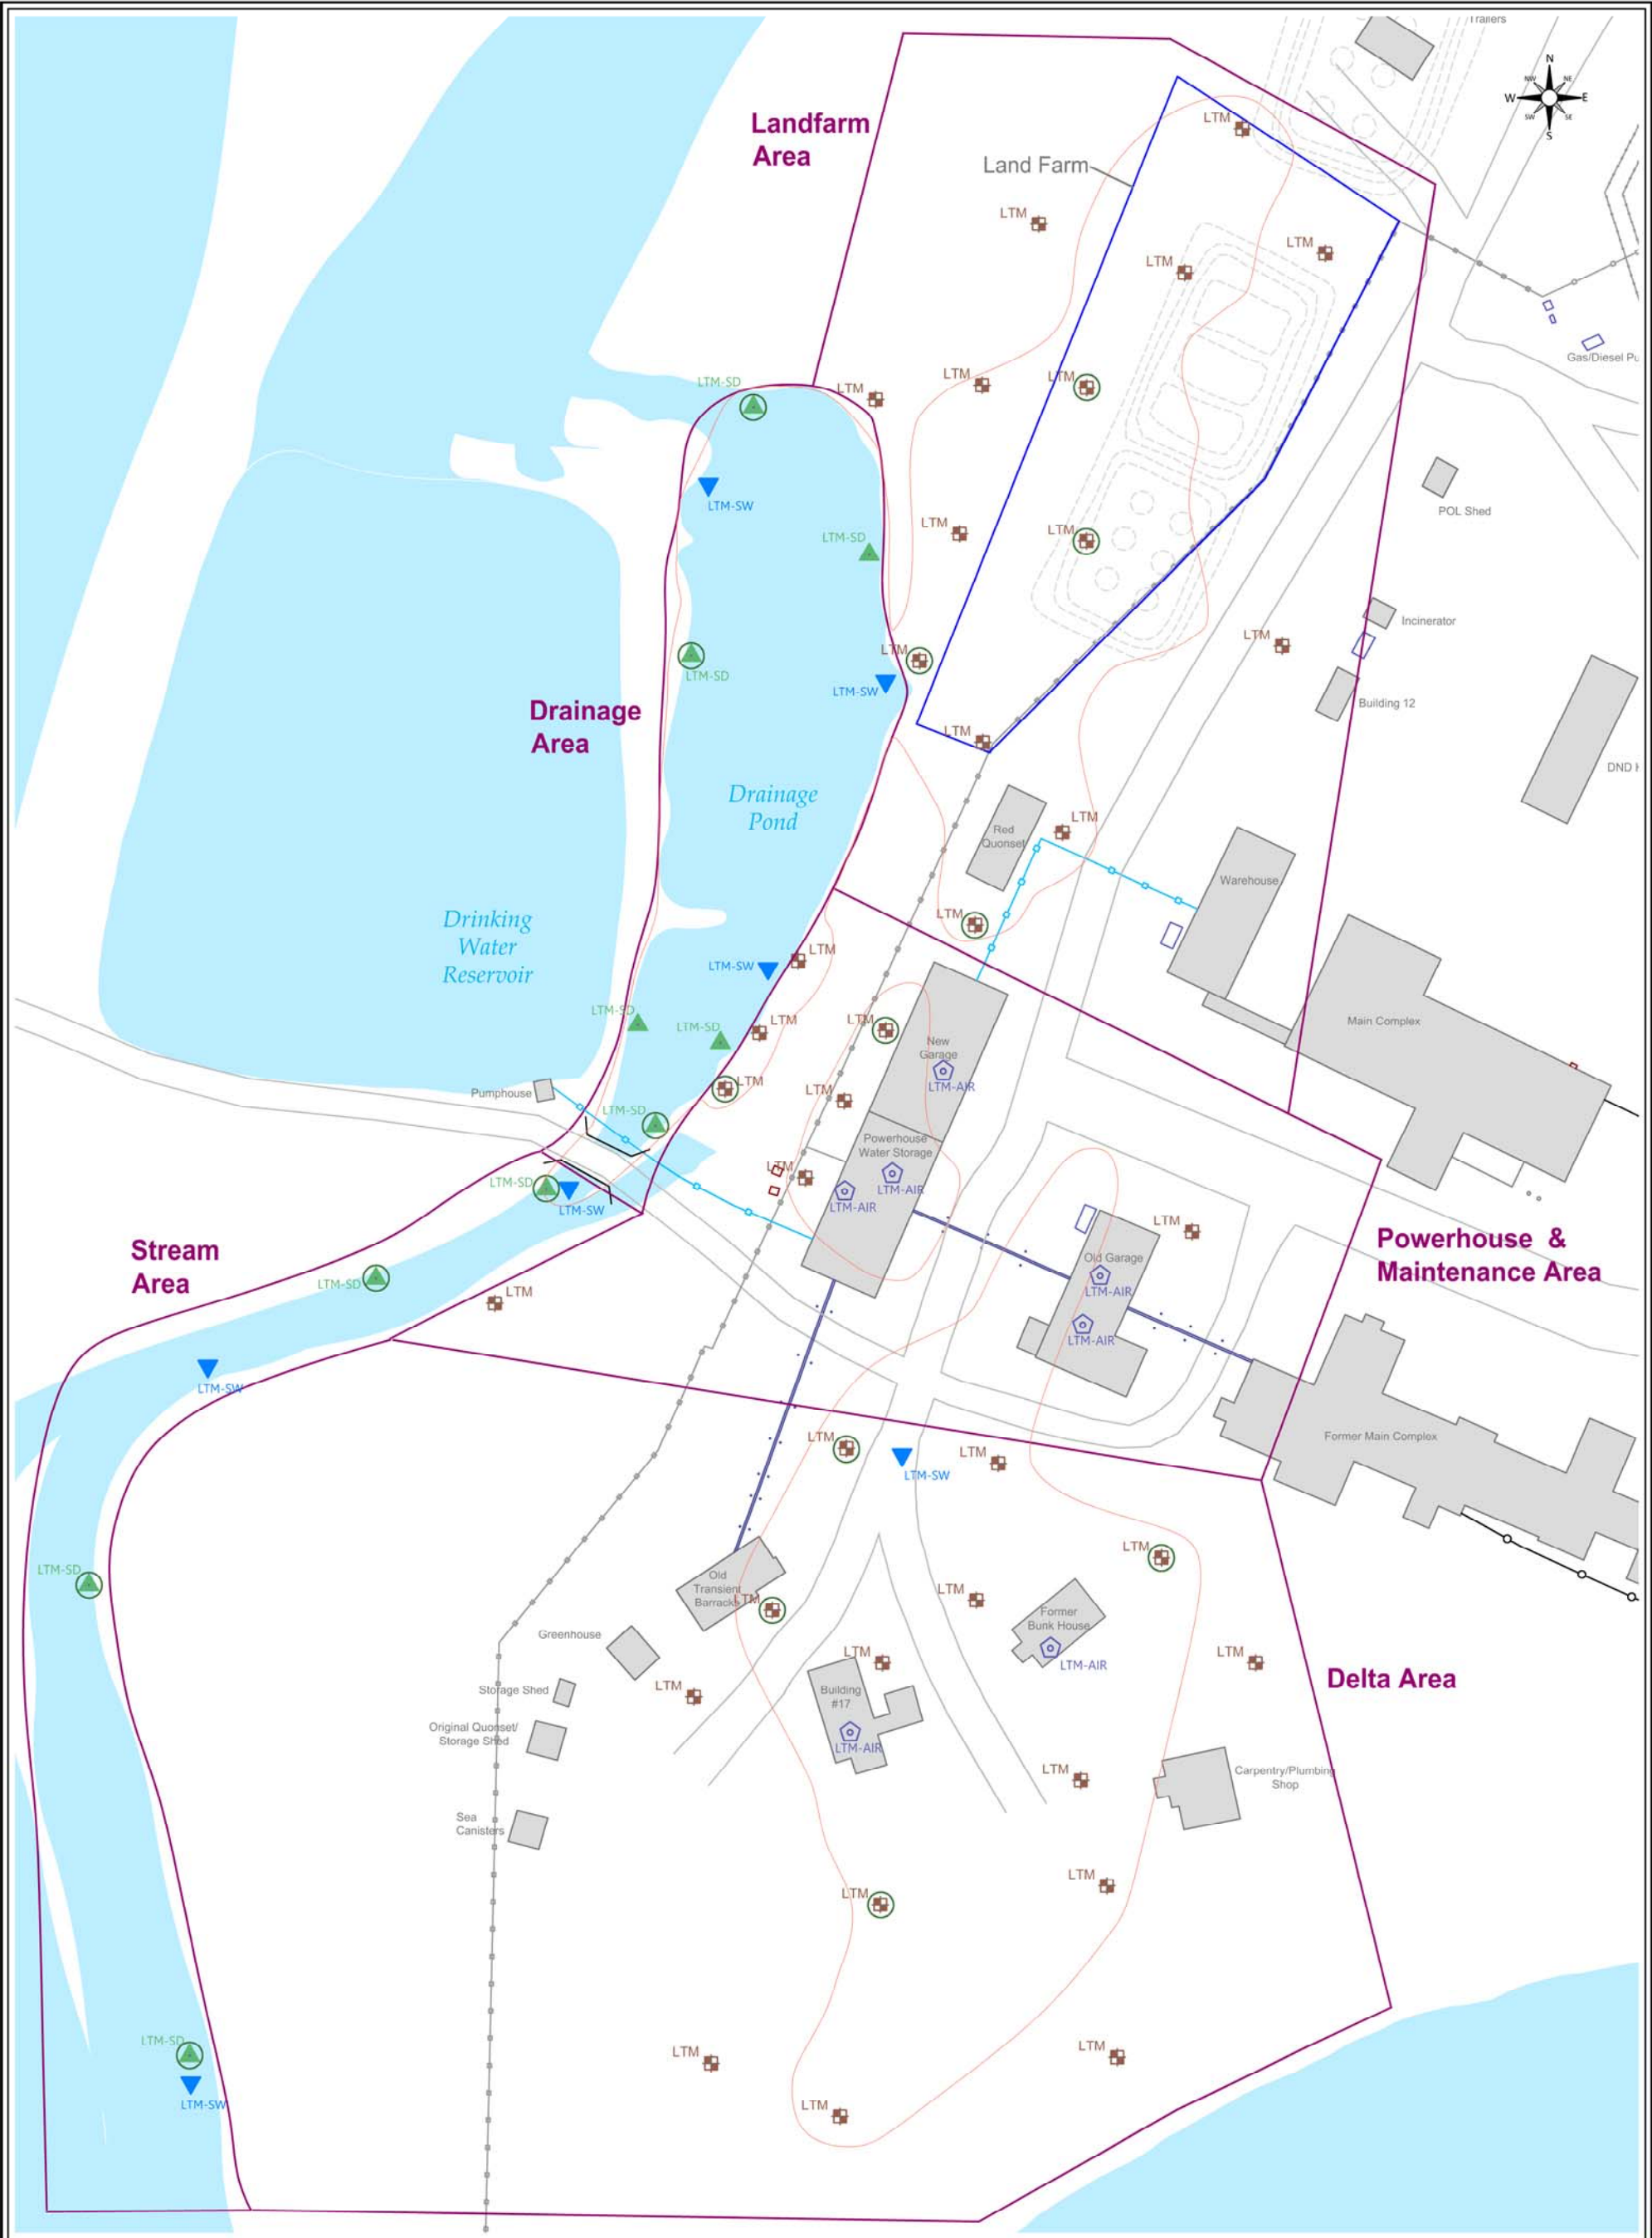 Trailers
N
NW
NE
W
E
SW
SE
S
Landfarm
Area
LTM
Land Farm
LTM
LTM
LTM
Gas/Diesel Pu
LTM-SD
LTM
LTM
LTM
LTM-SW
POL Shed
LTM-SD
LTM
LTM
Incinerator
LTM
LTM
LTM-SD
LTM-SW
Building 12
Drainage
Area
LTM
DND
Drainage
Pond
LTM
Red
Quonset
Warehouse
Drinking
Water
Reservoir
LTM
LTM
LTM-SW
LTM-SD
LTM-SD
LTM
LTM
Main Complex
New
Garage
LTM-AIR
Pumphouse
LTM
LTM
LTM-SD
Powerhouse
Water Storage
LTM
LTM-SD
LTM-SW
LTM-AIR
LTM-AIR
Stream
Area
LTM
Powerhouse &
Maintenance Area
Old Garage
LTM-AIR
LTM-SD
LTM
LTM-AIR
LTM-SW
LTM
LTM
LTM-SW
Former Main Complex
LTM-SD
LTM
Old
Transient
Barracks
LTM
LTM
Former
Bunk House
LTM-AIR
Greenhouse
LTM
LTM
Delta Area
Storage Shed
LTM
Building
#17
LTM-AIR
Original Quonset/
Storage Shed
LTM
Carpentry/Plumbing
Shop
Sea
Canisters
LTM
LTM
LTM-SD
LTM-SW
LTM
LTM
LTM